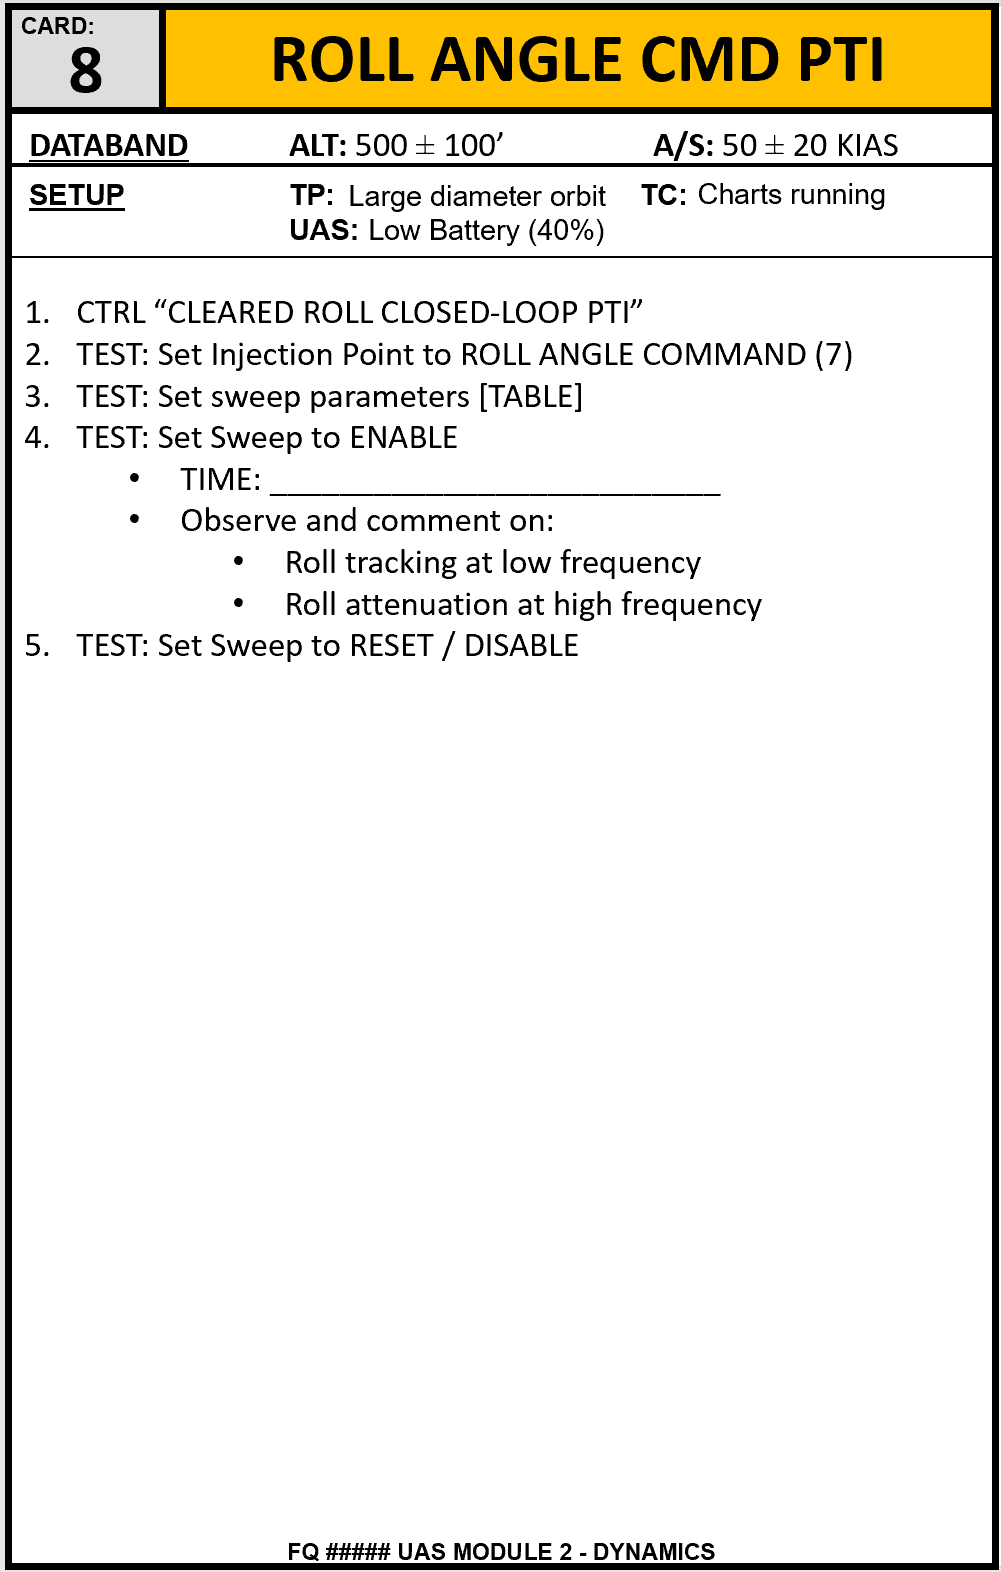 CARD:
8
ROLL ANGLE CMD PTI
DATABAND ALT: 500 ± 100’ A/S: 50 ± 20 KIAS
SETUP TP: Large diameter orbit TC: Charts running
UAS: Low Battery (40%)
1. CTRL “CLEARED ROLL CLOSED-LOOP PTI”
2. TEST: Set Injection Point to ROLL ANGLE COMMAND (7)
3. TEST: Set sweep parameters [TABLE]
4. TEST: Set Sweep to ENABLE
• TIME: __________________________
• Observe and comment on:
• Roll tracking at low frequency
• Roll attenuation at high frequency
5. TEST: Set Sweep to RESET / DISABLE
FQ ##### UAS MODULE 2 - DYNAMICS